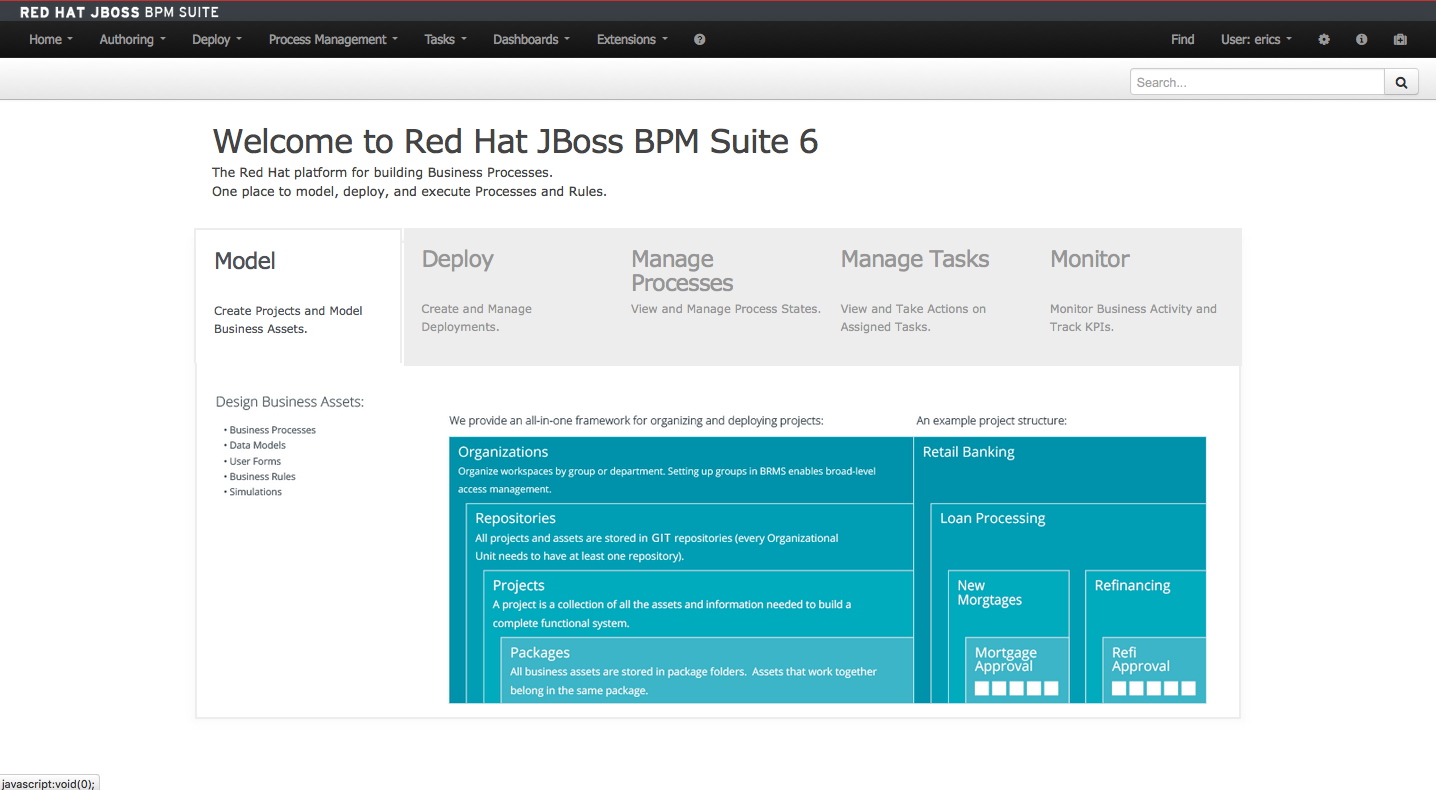 RED HAT JBOSS BPM SUITE
Home Authoring Deploy Process Management Tasks Dashboards Extensions Find User: erics
Search...
Welcome to Red Hat JBoss BPM Suite 6
The Red Hat platform for building Business Processes.
One place to model, deploy, and execute Processes and Rules.
Model
Create Projects and Model
Business Assets.
Deploy
Create and Manage
Deployments.
Manage
Processes
View and Manage Process States.
Manage Tasks
View and Take Actions on
Assigned Tasks.
Monitor
Monitor Business Activity and
Track KPIs.
Design Business Assets:
• Business Processes
• Data Models
• User Forms
• Business Rules
• Simulations
We provide an all-in-one framework for organizing and deploying projects:
Organizations
Organize workspaces by group or department. Setting up groups in BRMS enables broad-level
access management.
Repositories
All projects and assets are stored in GIT repositories (every Organizational
Unit needs to have at least one repository).
Projects
A project is a collection of all the assets and information needed to build a
complete functional system.
Packages
All business assets are stored in package folders. Assets that work together
belong in the same package.
An example project structure:
Retail Banking
Loan Processing
New
Morgtages
Mortgage
Approval
Refinancing
Refi
Approval
javascript:void(0);